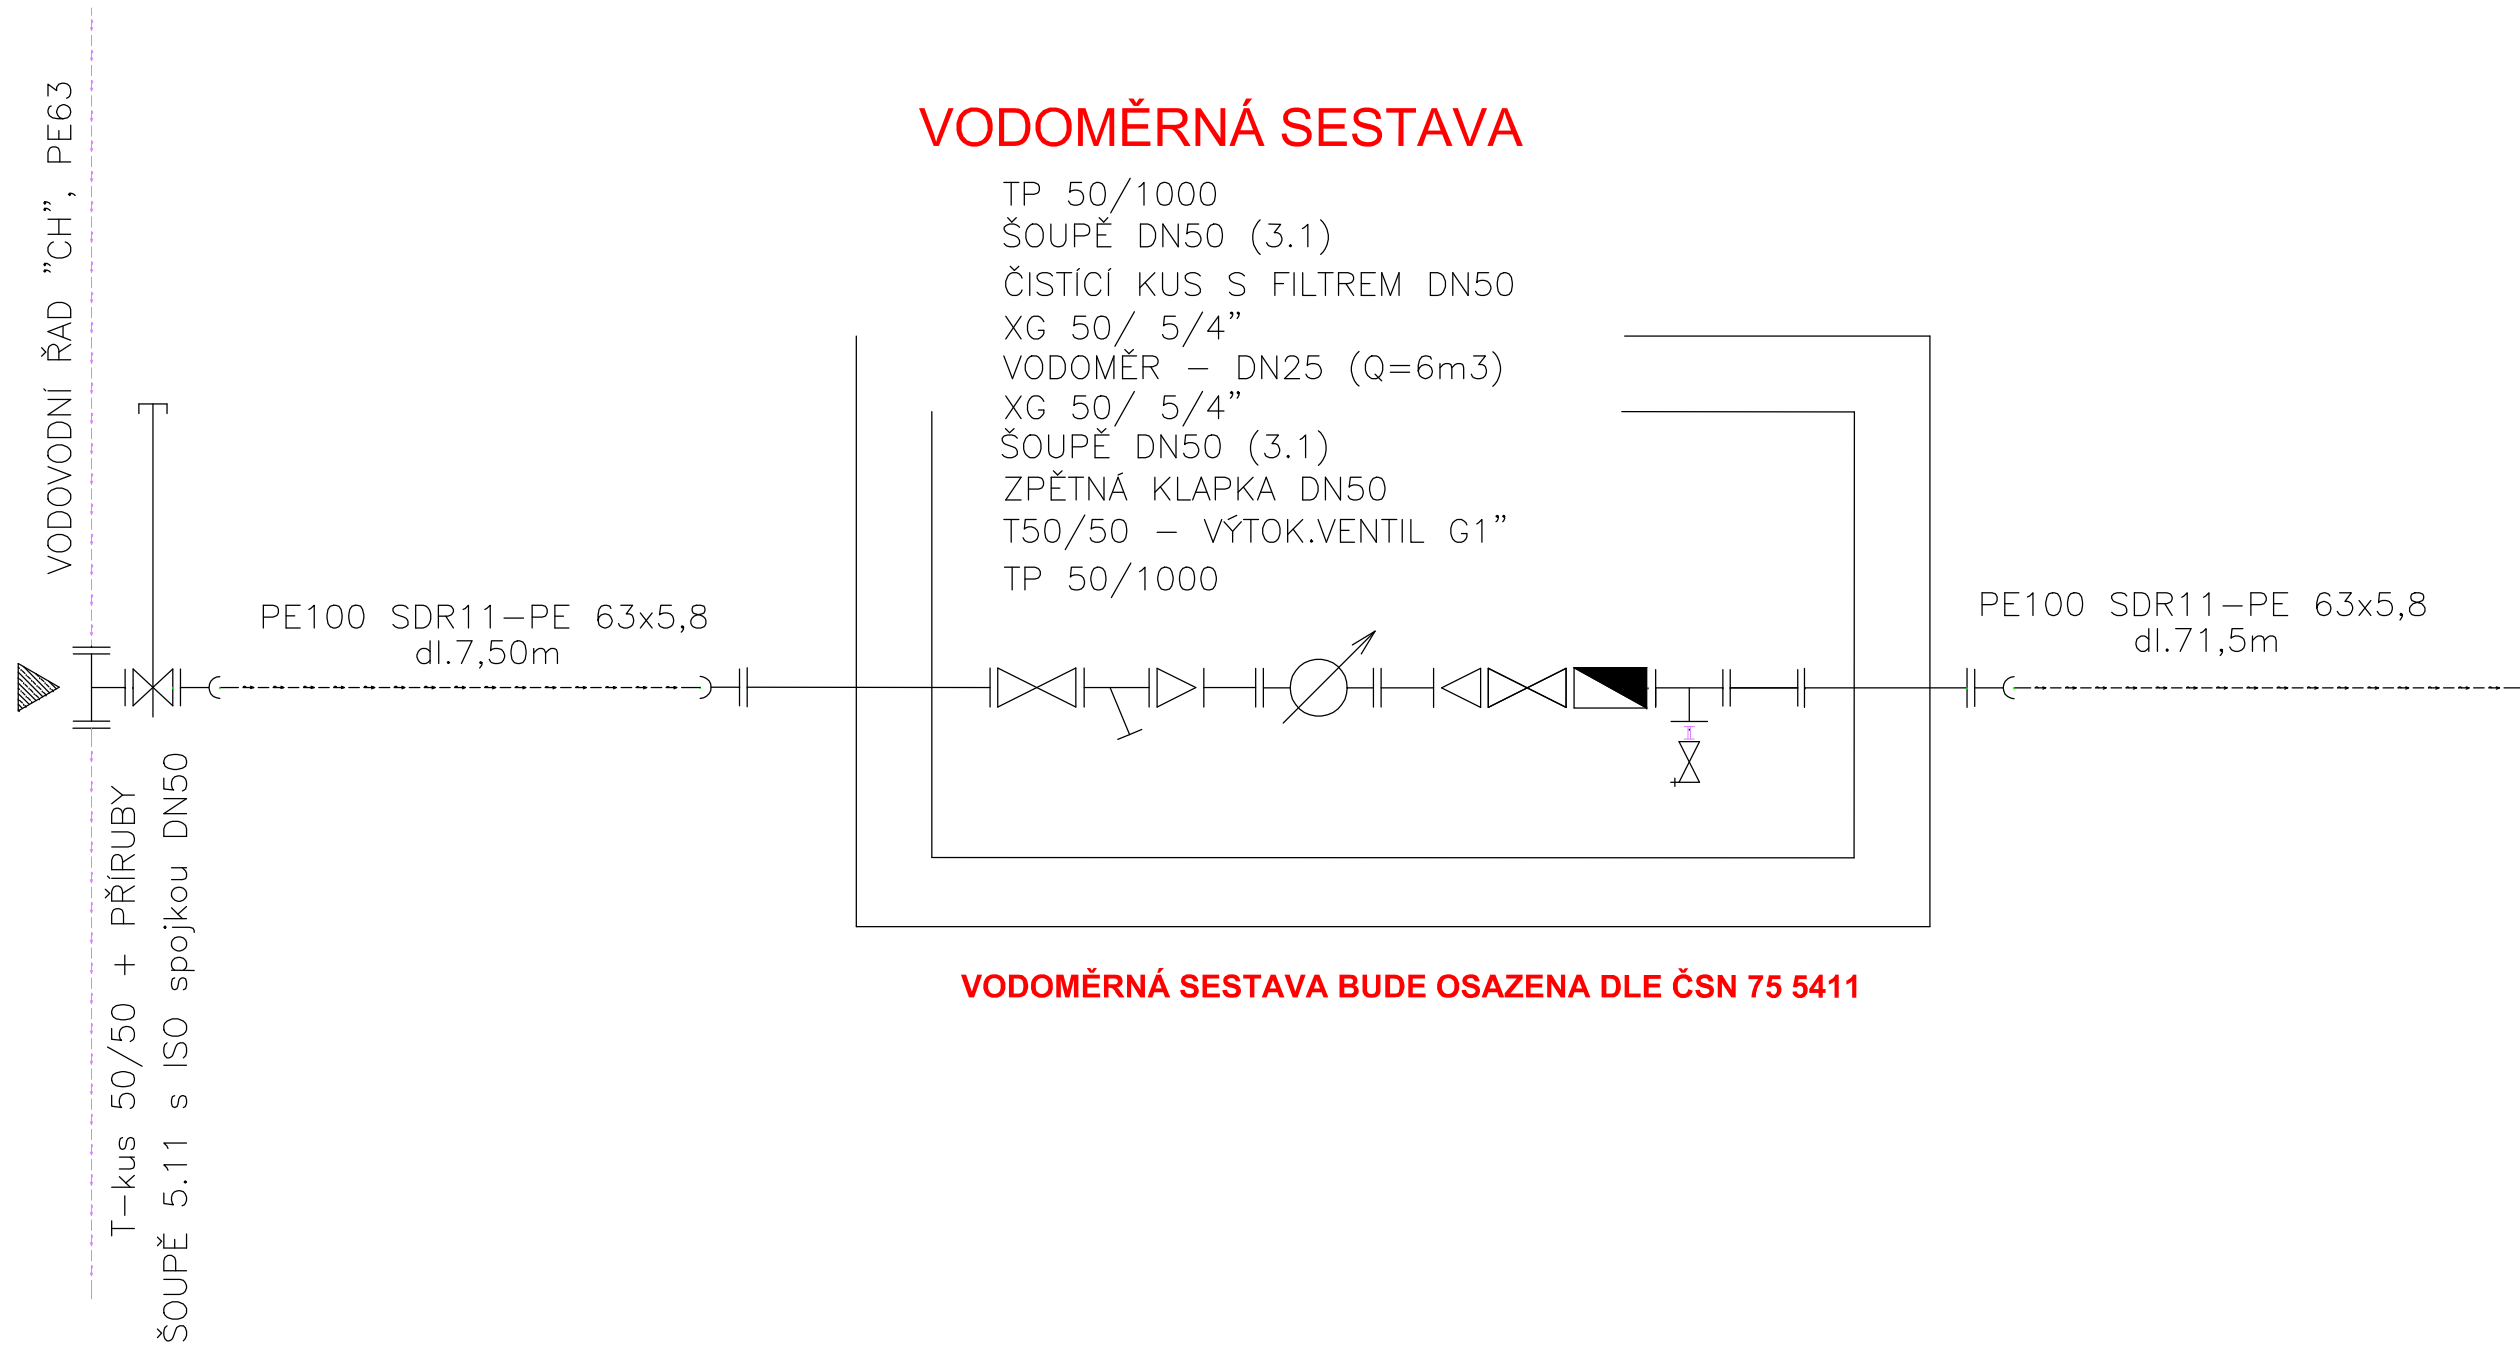 VODOVODNÍ ŘAD "CH", PE63
VODOMĚRNÁ SESTAVA
TP 50/1000
ŠOUPĚ DN50 (3.1)
ČISTÍCÍ KUS S FILTREM DN50
XG 50/ 5/4"
VODOMĚR – DN25 (Q=6m3)
XG 50/ 5/4"
ŠOUPĚ DN50 (3.1)
ZPĚTNÁ KLAPKA DN50
T50/50 – VÝTOK.VENTIL G1"
TP 50/1000
PE100 SDR11–PE 63x5,8
dl.7,50m
PE100 SDR11–PE 63x5,8
dl.71,5m
T–kus 50/50 + PŘÍRUBY
ŠOUPĚ 5.11 s ISO spojkou DN50
VODOMĚRNÁ SESTAVA BUDE OSAZENA DLE ČSN 75 5411